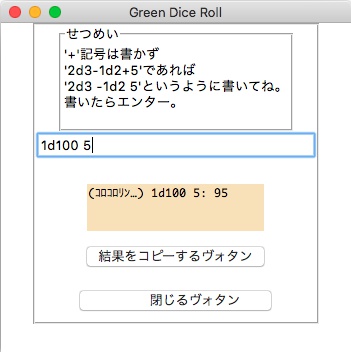 Green Dice Roll
せつめい
'+'記号は書かず
'2d3-1d2+5'であれば
'2d3 -1d2 5'というように書いてね。
書いたらエンター。
1d100 5
(ｺﾛｺﾛﾘﾝ…) 1d100 5: 95
結果をコピーするヴォタン
閉じるヴォタン